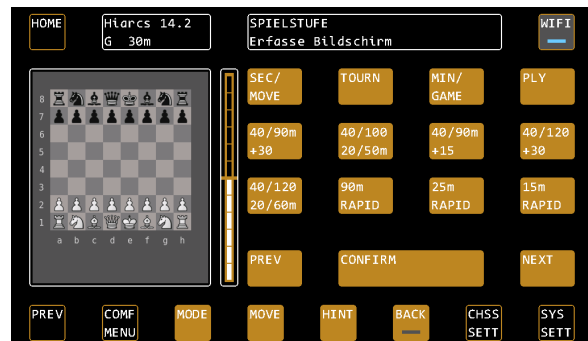 HOME
Hiarcs 14.2
G 30m
SPIELSTUFE
Erfasse Bildschirm
WIFI
SEC/
MOVE
TOURN
MIN/
GAME
PLY
40/90m
+30
40/100
20/50m
40/90m
+15
40/120
+30
40/120
20/60m
90m
RAPID
25m
RAPID
15m
RAPID
PREV
CONFIRM
NEXT
8
7
6
5
4
3
2
1
a b c d e f g h
PREV
COMF
MENU
MODE
MOVE
HINT
BACK
CHSS
SETT
SYS
SETT